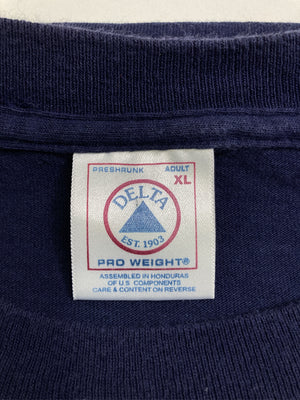 PRESHRUNK ADULT
XL
DELTA
EST. 1903
PRO WEIGHT®
ASSEMBLED IN HONDURAS
OF U.S. COMPONENTS
CARE & CONTENT ON REVERSE